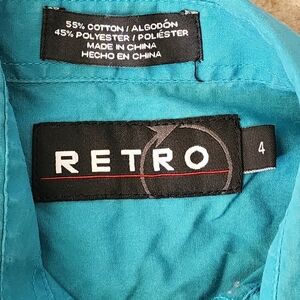 55% COTTON / ALGODÓN
45% POLYESTER / POLIÉSTER
MADE IN CHINA
HECHO EN CHINA
RETRO
4